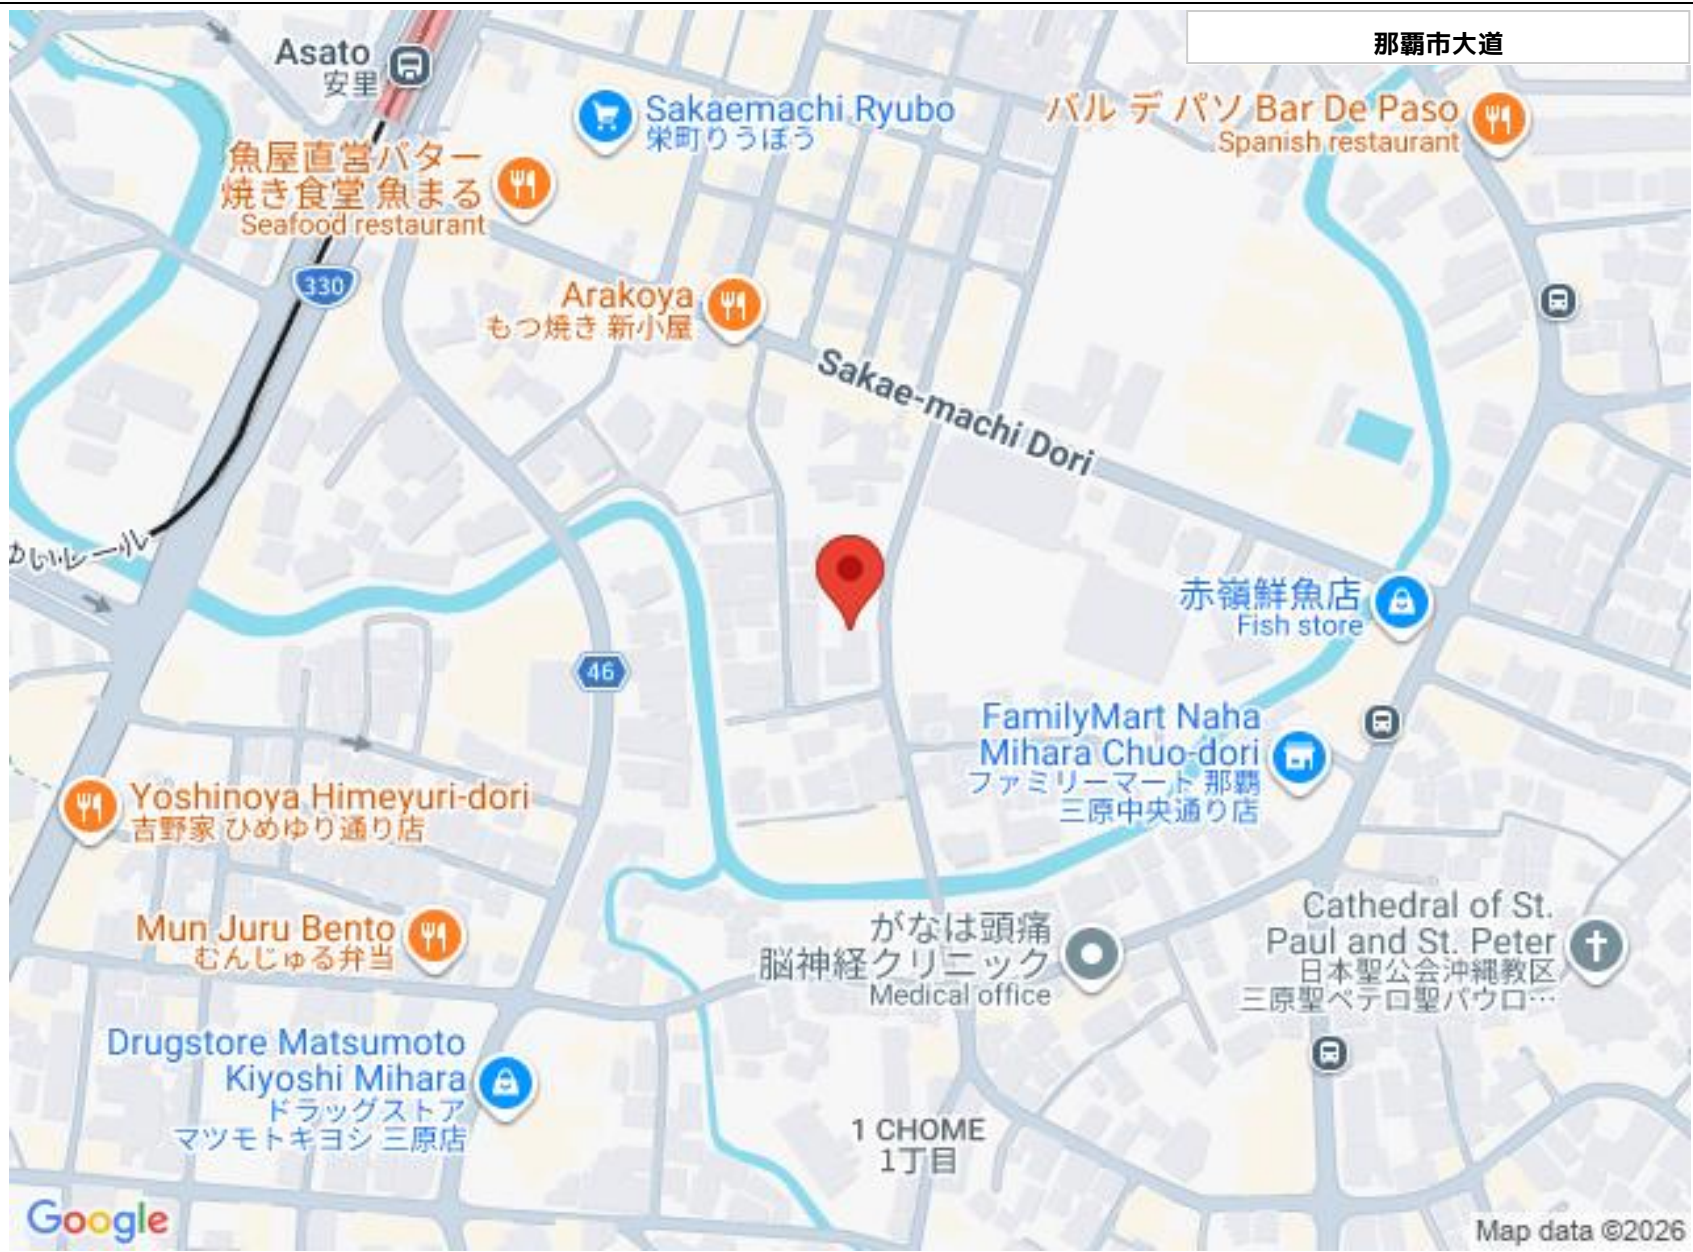 那覇市大道
Asato
安里
Sakaemachi Ryubo
栄町りうぼう
バル デ パソ Bar De Paso
Spanish restaurant
魚屋直営バター
焼き食堂 魚まる
Seafood restaurant
330
Arakoya
もつ焼き 新小屋
Sakae-machi Dori
ゆいレール
赤嶺鮮魚店
Fish store
46
FamilyMart Naha
Mihara Chuo-dori
ファミリーマート 那覇
三原中央通り店
Yoshinoya Himeyuri-dori
吉野家 ひめゆり通り店
Mun Juru Bento
むんじゅる弁当
がなは頭痛
脳神経クリニック
Medical office
Cathedral of St.
Paul and St. Peter
日本聖公会沖縄教区
三原聖ペテロ聖パウロ…
Drugstore Matsumoto
Kiyoshi Mihara
ドラッグストア
マツモトキヨシ 三原店
1 CHOME
1丁目
Google
Map data ©2026